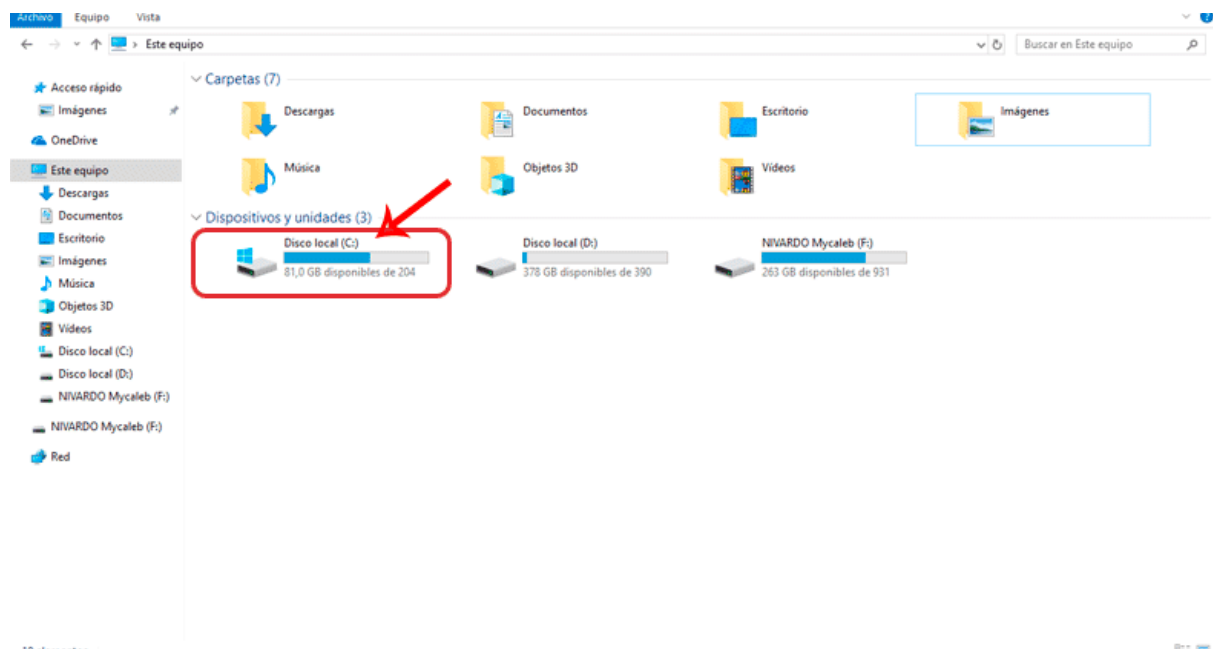 Archivo Equipo Vista
Este equipo
Buscar en Este equipo
Acceso rápido
Imágenes
OneDrive
Este equipo
Descargas
Documentos
Escritorio
Imágenes
Música
Objetos 3D
Vídeos
Disco local (C:)
Disco local (D:)
NIVARDO Mycaleb (F:)
NIVARDO Mycaleb (F:)
Red
Carpetas (7)
Descargas Documentos Escritorio Imágenes
Música Objetos 3D Vídeos
Dispositivos y unidades (3)
Disco local (C:) Disco local (D:) NIVARDO Mycaleb (F:)
81,0 GB disponibles de 204 378 GB disponibles de 390 263 GB disponibles de 931